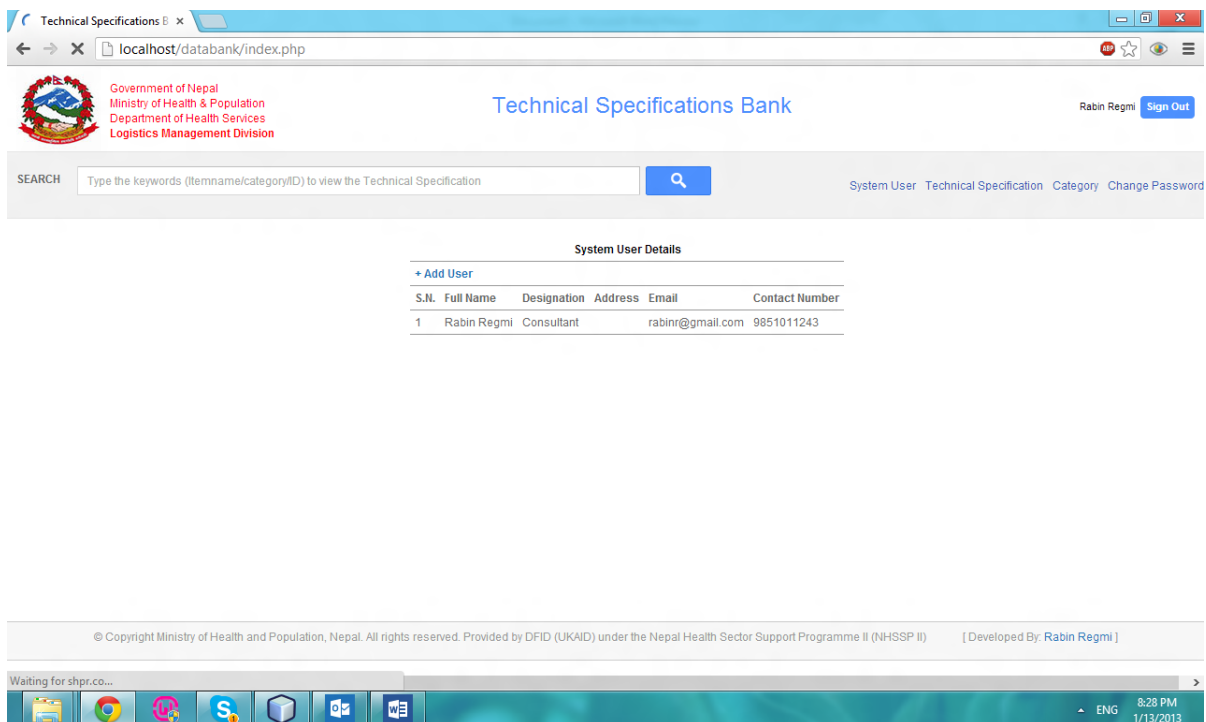 Technical Specifications B
localhost/databank/index.php
ABP
Government of Nepal
Ministry of Health & Population
Department of Health Services
Logistics Management Division
Technical Specifications Bank
Rabin Regmi Sign Out
SEARCH Type the keywords (Itemname/category/ID) to view the Technical Specification
System User Technical Specification Category Change Password
System User Details
+ Add User
S.N. Full Name Designation Address Email Contact Number
1 Rabin Regmi Consultant rabinr@gmail.com 9851011243
© Copyright Ministry of Health and Population, Nepal. All rights reserved. Provided by DFID (UKAID) under the Nepal Health Sector Support Programme II (NHSSP II) [ Developed By: Rabin Regmi ]
Waiting for shpr.co...
ENG 8:28 PM
1/13/2013